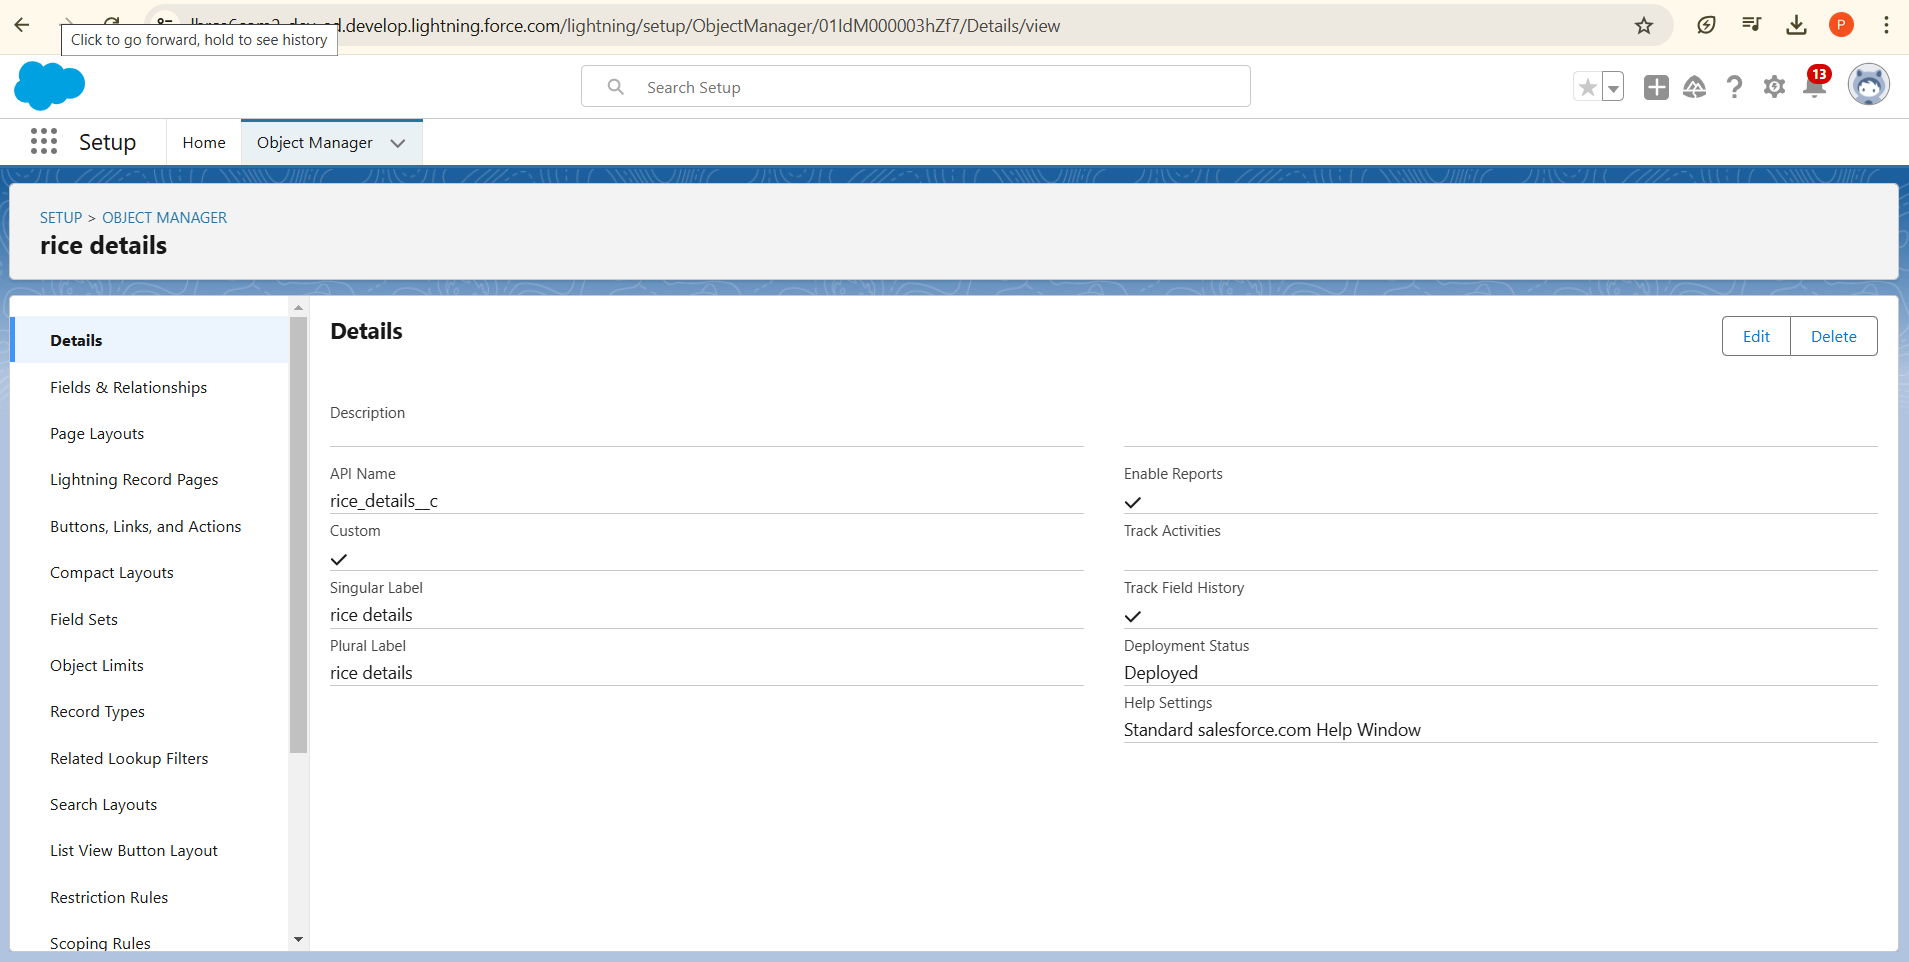 d.develop.lightning.force.com/lightning/setup/ObjectManager/01IdM000003hZf7/Details/view
P
Click to go forward, hold to see history
Search Setup
13
Setup
Home
Object Manager
SETUP > OBJECT MANAGER
rice details
Details
Fields & Relationships
Page Layouts
Lightning Record Pages
Buttons, Links, and Actions
Compact Layouts
Field Sets
Object Limits
Record Types
Related Lookup Filters
Search Layouts
List View Button Layout
Restriction Rules
Scoping Rules
Details
Edit
Delete
Description
API Name
rice_details__c
Custom
Singular Label
rice details
Plural Label
rice details
Enable Reports
Track Activities
Track Field History
Deployment Status
Deployed
Help Settings
Standard salesforce.com Help Window